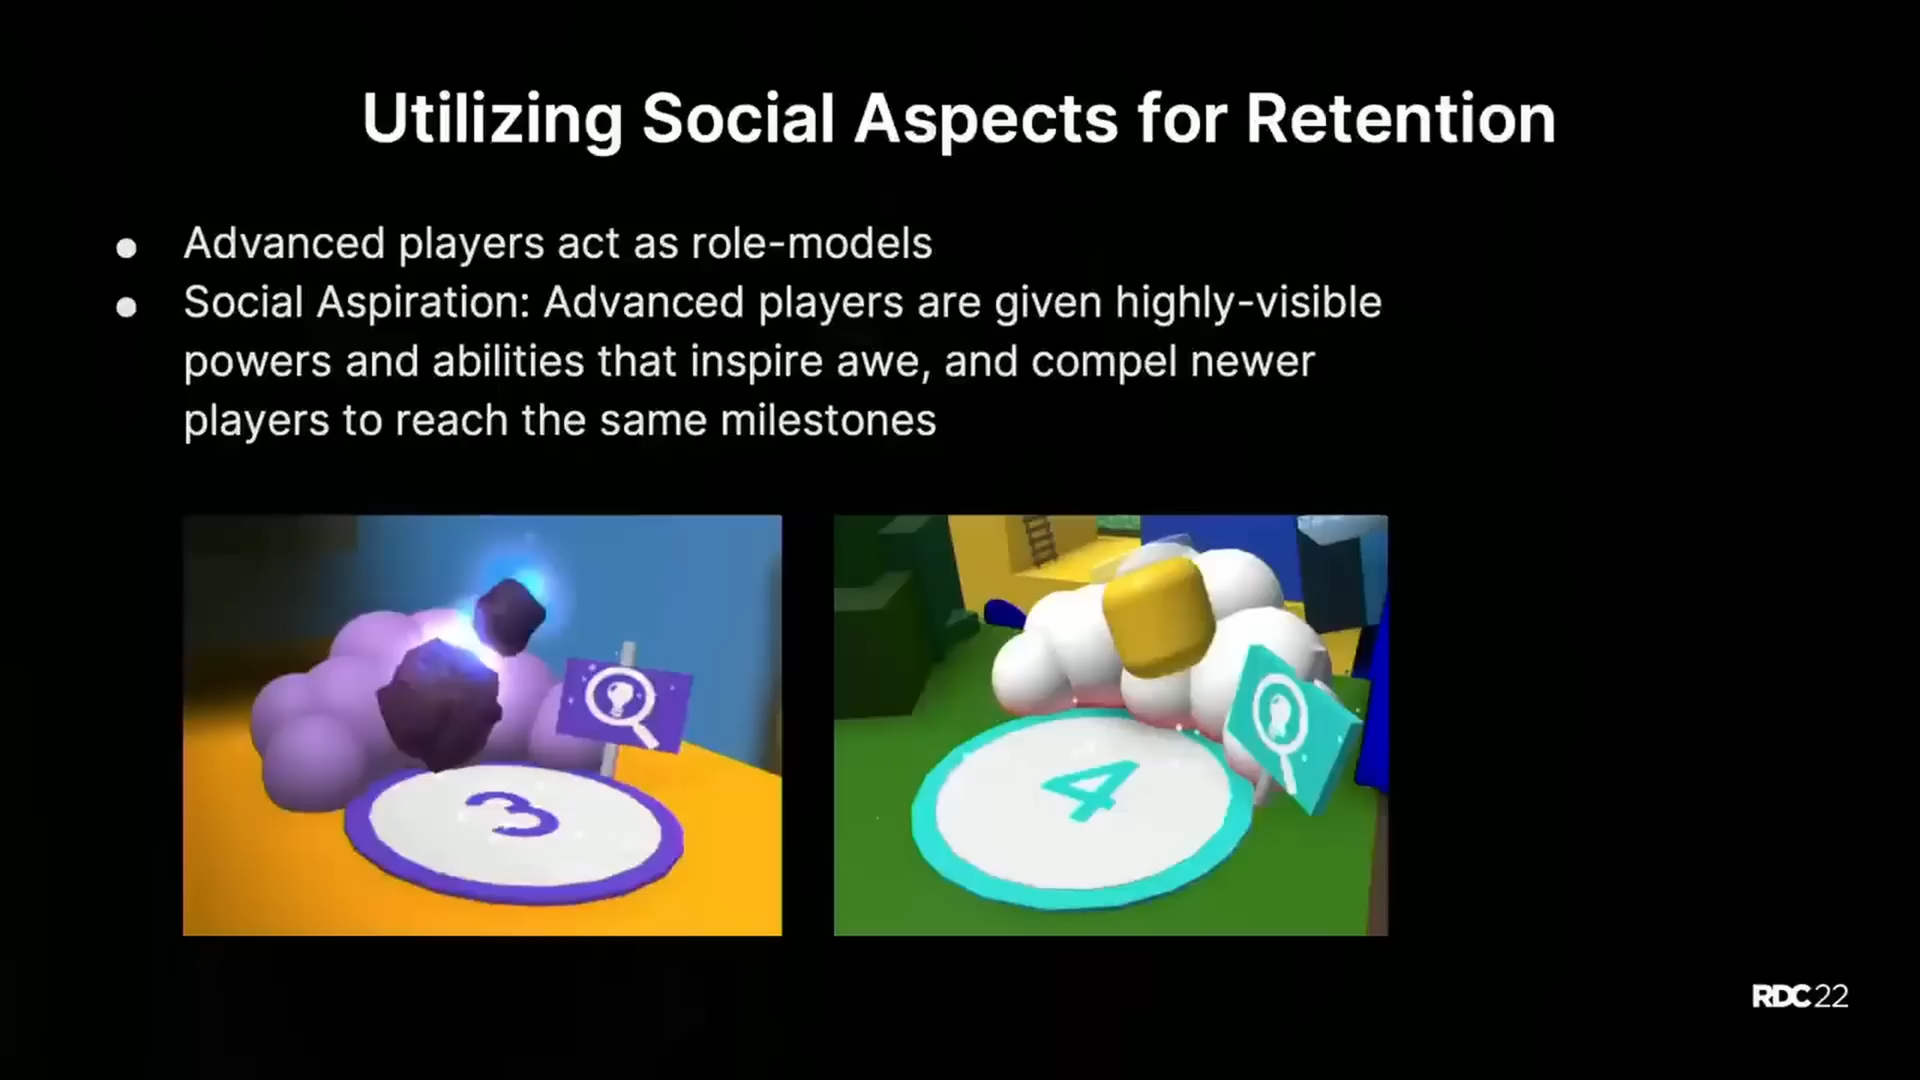 Utilizing Social Aspects for Retention
● Advanced players act as role-models
● Social Aspiration: Advanced players are given highly-visible
powers and abilities that inspire awe, and compel newer
players to reach the same milestones
3
4
RDC22